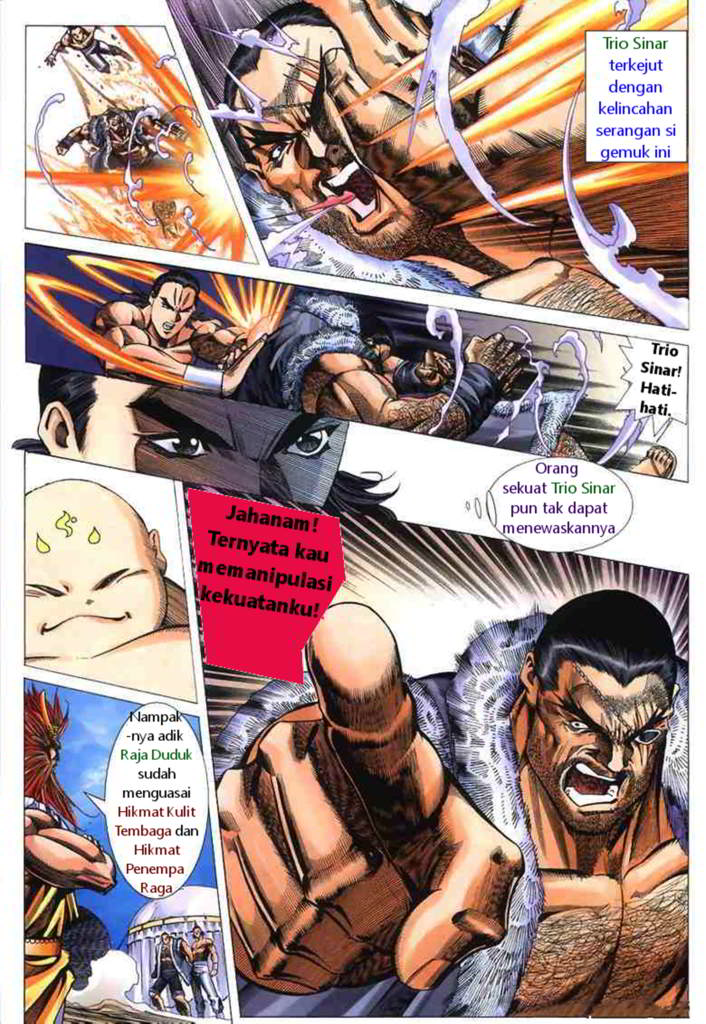 Trio Sinar
terkejut
dengan
kelincahan
serangan si
gemuk ini
Trio
Sinar!
Hati-
hati.
Orang
sekuat Trio Sinar
pun tak dapat
menewaskannya
Jahanam!
Ternyata kau
memanipulasi
kekuatanku!
Nampak
-nya adik
Raja Duduk
sudah
menguasai
Hikmat Kulit
Tembaga dan
Hikmat
Penempa
Raga